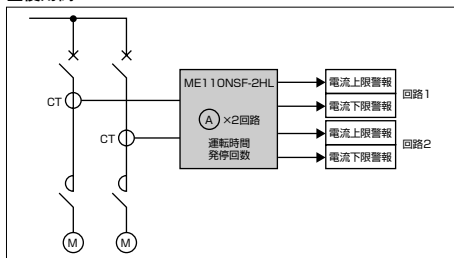 ME110NSF-2HL
A ×2回路
運転時間
発停回数
CT
CT
電流上限警報
電流下限警報
回路1
電流上限警報
電流下限警報
回路2
M
M